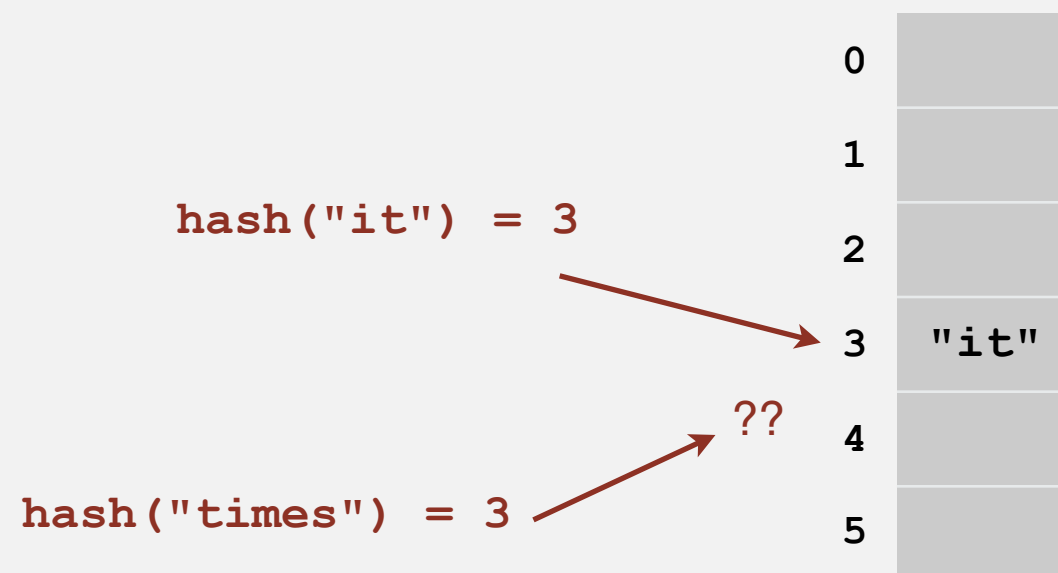 0
1
hash("it") = 3
2
3 "it"
??
4
hash("times") = 3
5